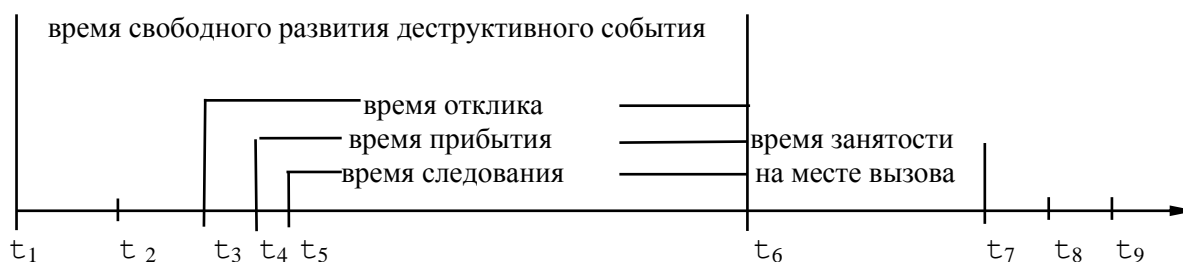 время свободного развития деструктивного события
время отклика
время прибытия время занятости
время следования на месте вызова
t1 t 2 t3 t4 t5 t6 t7 t8 t9